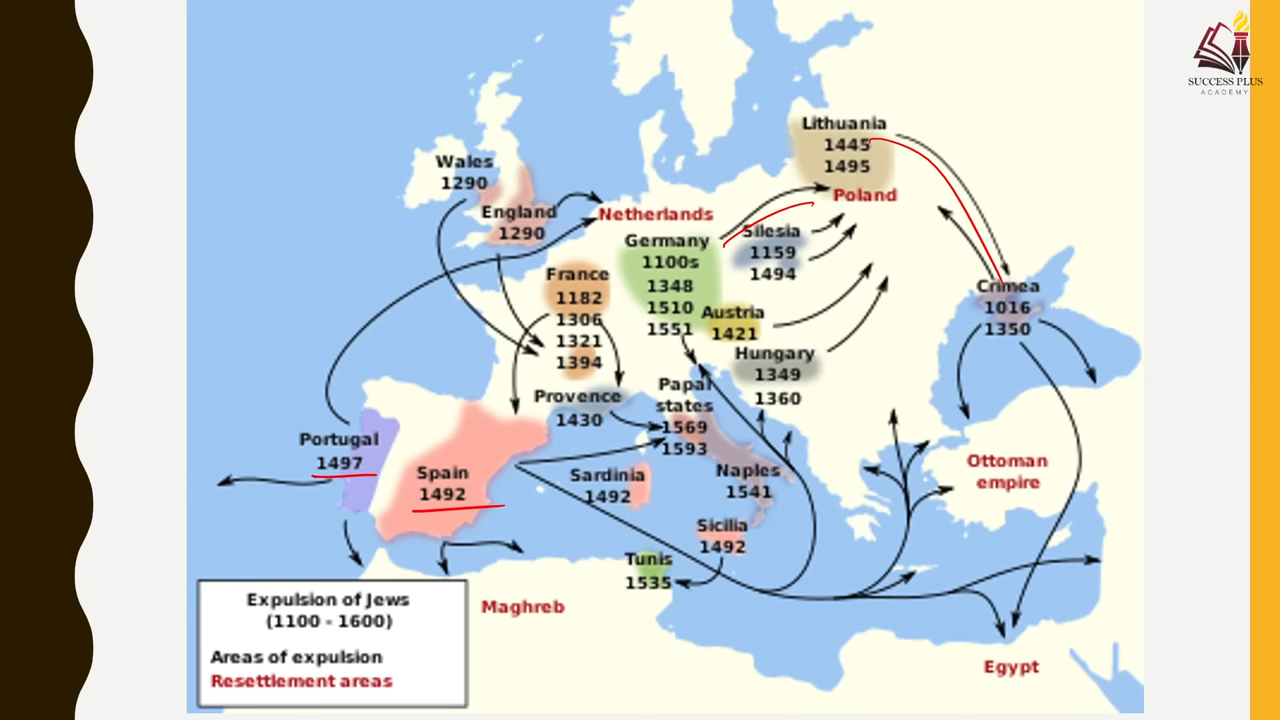 SUCCESS PLUS
ACADEMY
Lithuania
1445
1495
Wales
1290
Poland
England
1290
Netherlands
Germany
1100s
1348
1510
1551
Silesia
1159
1494
France
1182
1306
1321
1394
Crimea
1016
1350
Austria
1421
Hungary
1349
1360
Provence
1430
Papal
states
1569
1593
Portugal
1497
Spain
1492
Sardinia
1492
Naples
1541
Ottoman
empire
Sicilia
1492
Tunis
1535
Maghreb
Egypt
Expulsion of Jews
(1100 - 1600)
Areas of expulsion
Resettlement areas